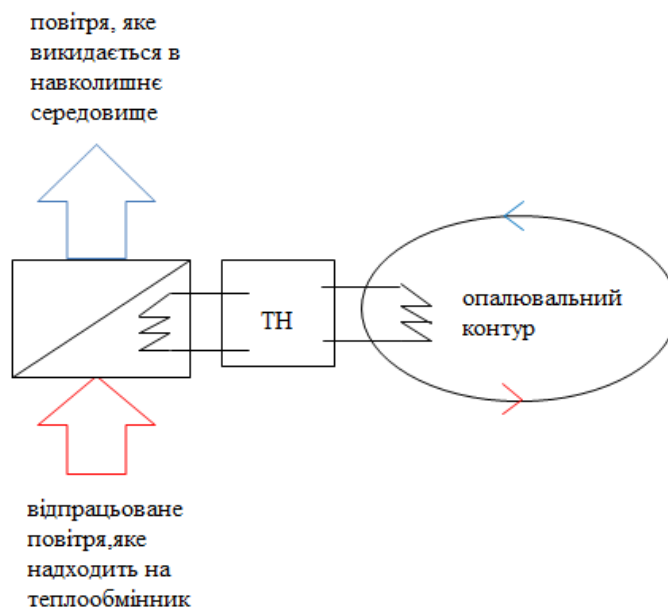 повітря, яке
викидається в
навколишнє
середовище
ТН
опалювальний
контур
відпрацьоване
повітря,яке
надходить на
теплообмінник